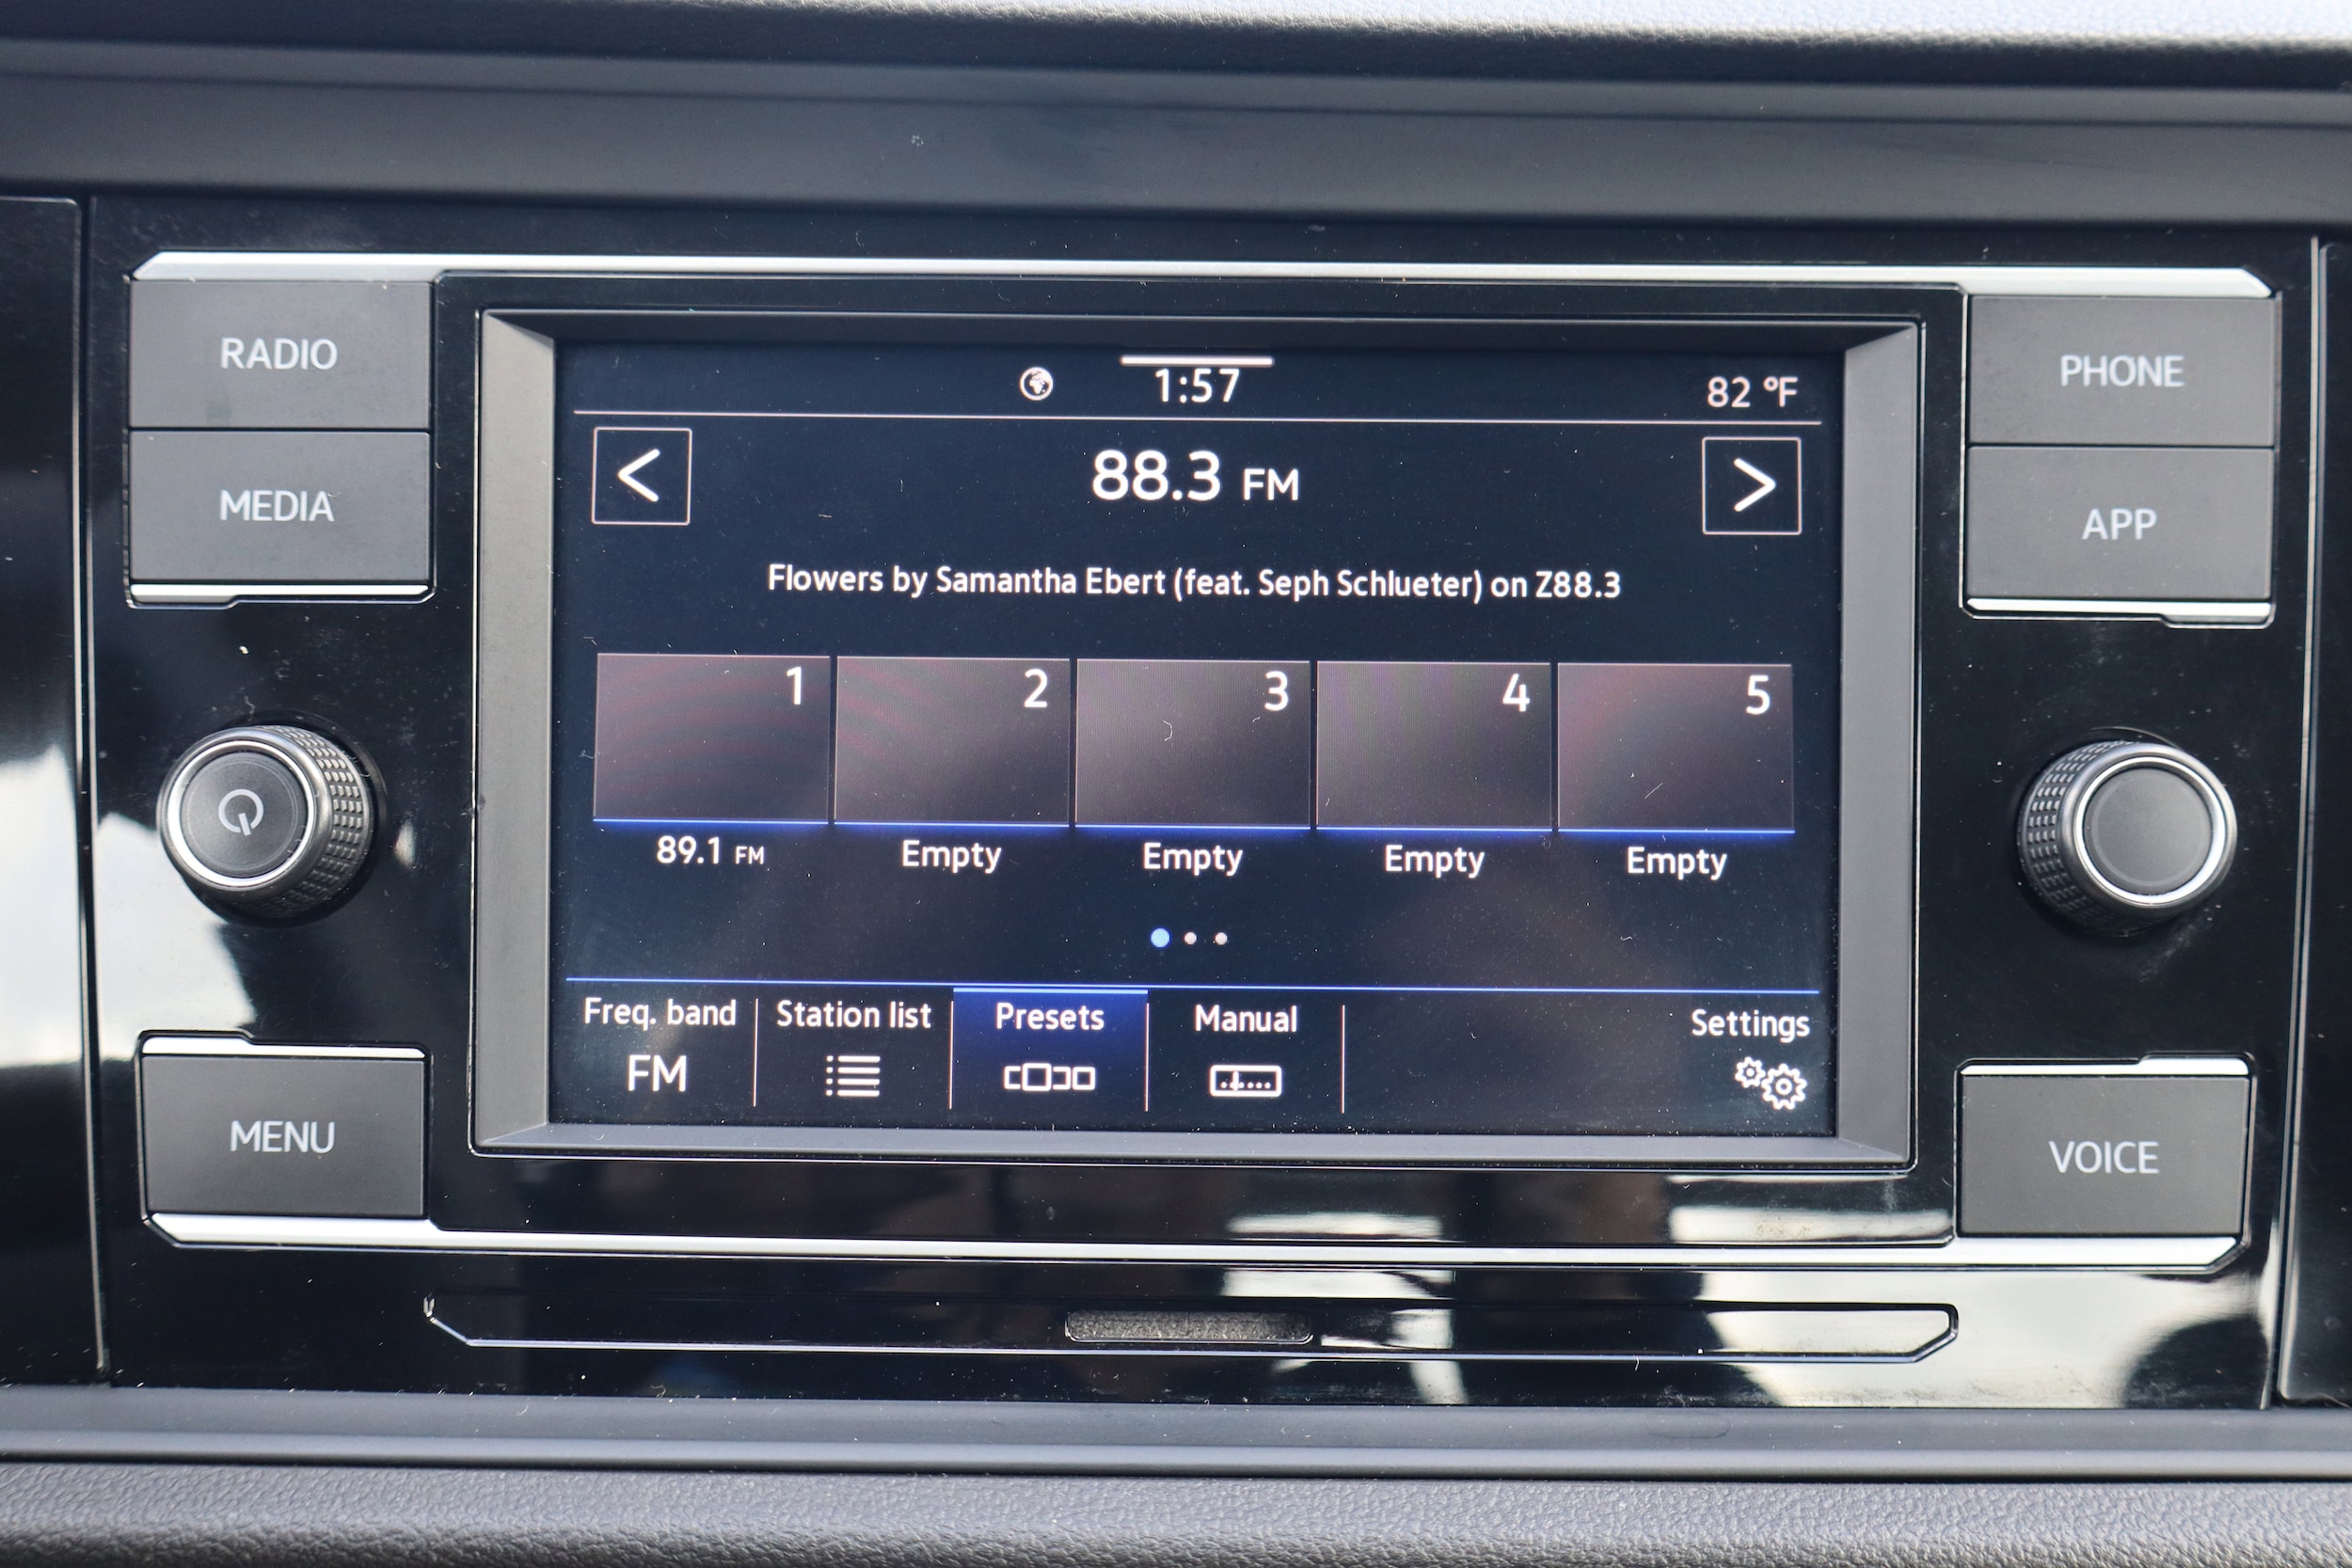 RADIO
MEDIA
MENU
1:57
82 °F
<
88.3 FM
>
Flowers by Samantha Ebert (feat. Seph Schlueter) on Z88.3
1
2
3
4
5
89.1 FM
Empty
Empty
Empty
Empty
Freq. band
FM
Station list
Presets
Manual
Settings
PHONE
APP
VOICE